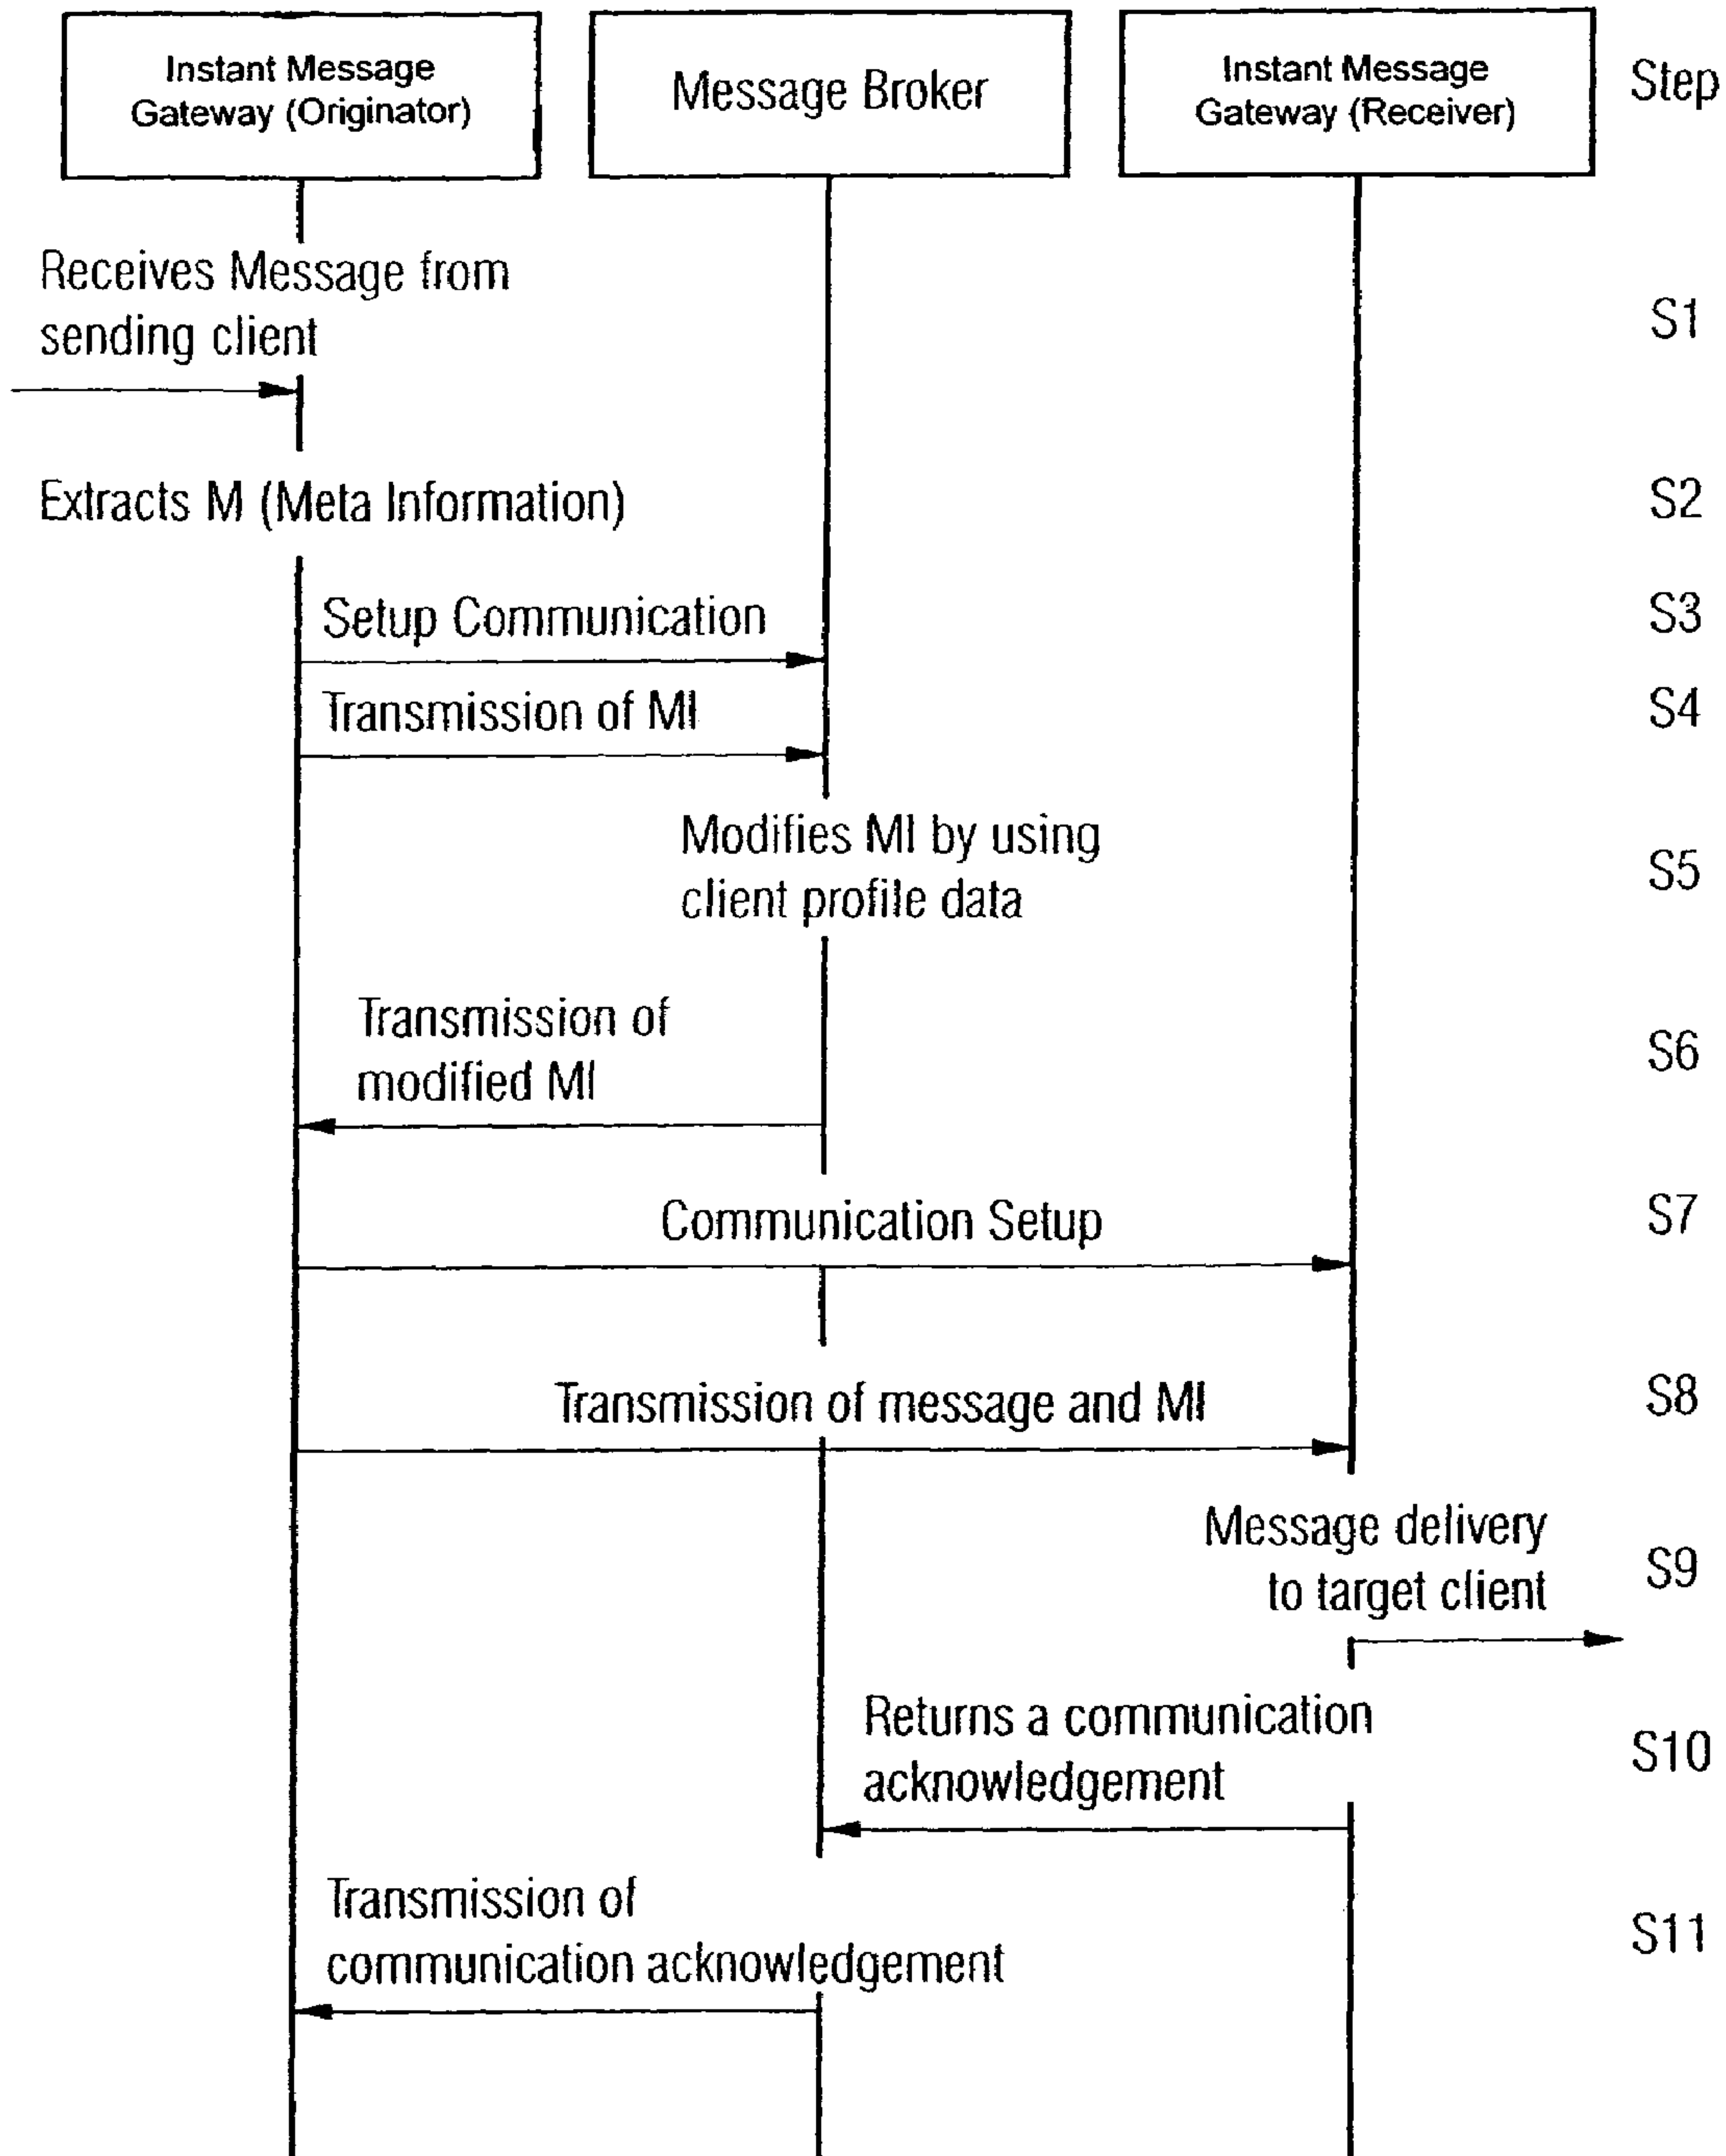 Instant Message
Gateway (Originator)
Message Broker
Instant Message
Gateway (Receiver)
Step
Receives Message from
sending client
S1
Extracts M (Meta Information)
S2
Setup Communication
S3
Transmission of MI
S4
Modifies MI by using
client profile data
S5
Transmission of
modified MI
S6
Communication Setup
S7
Transmission of message and MI
S8
Message delivery
to target client
S9
Returns a communication
acknowledgement
S10
Transmission of
communication acknowledgement
S11